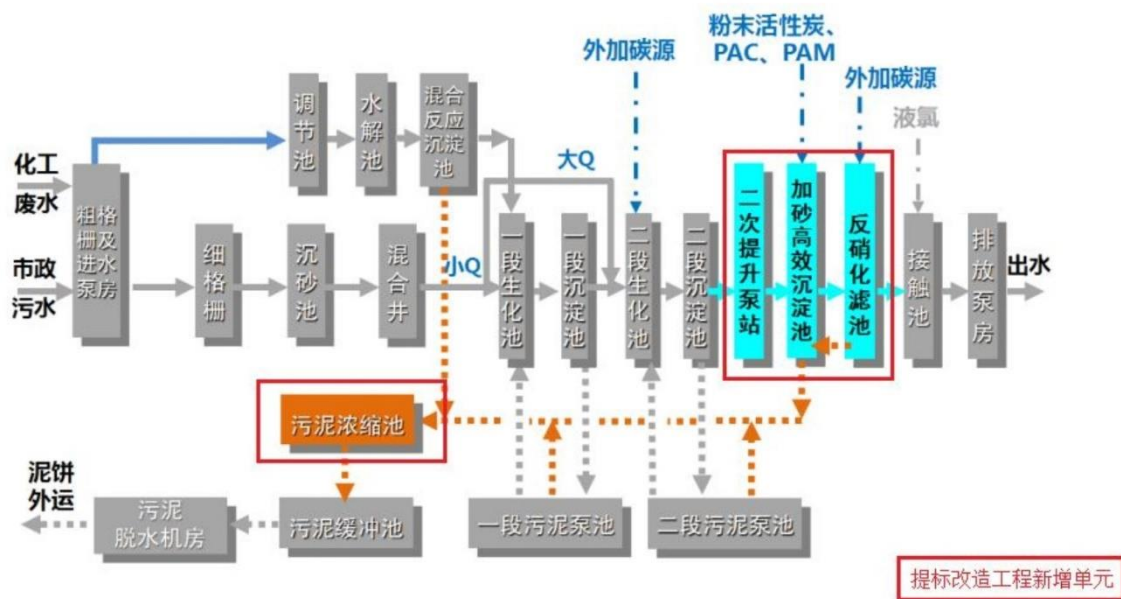 粉末活性炭、
PAC、PAM
外加碳源
外加碳源
液氯
调节池
水解池
混合
反应
沉淀
池
化工
废水
大Q
粗格
栅及
进水
泵房
市政
污水
细格栅
沉砂池
混合井
小Q
一段生化池
一段沉淀池
二段生化池
二段沉淀池
二次提升泵站
加砂高效沉淀池
反硝化滤池
接触池
排放泵房
出水
污泥浓缩池
泥饼
外运
污泥
脱水机房
污泥缓冲池
一段污泥泵池
二段污泥泵池
提标改造工程新增单元